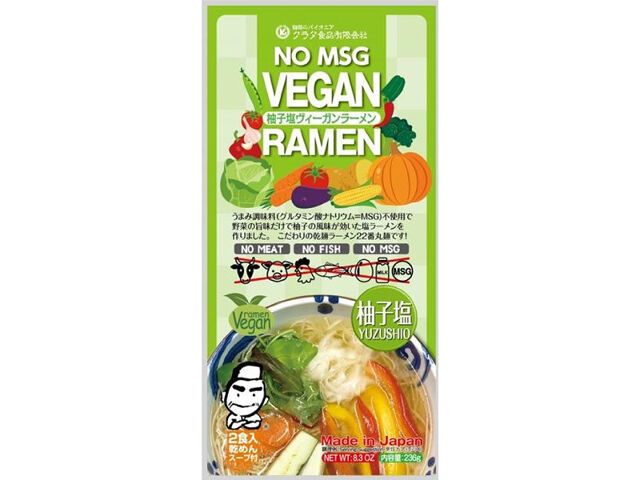 麺類のパイオニア
クラタ食品有限会社
NO MSG
VEGAN
柚子塩ヴィーガンラーメン
RAMEN
うまみ調味料(グルタミン酸ナトリウム=MSG)不使用で
野菜の旨味だけで柚子の風味が効いた塩ラーメンを
作りました。 こだわりの乾麺ラーメン22番丸麺です!
NO MEAT NO FISH NO MSG
MILK MSG
ramen
Vegan
柚子塩
YUZUSHIO
2食入
乾めん
スープ付
Made in Japan
調理例 Serving Suggestion
NET WT: 8.3 OZ 内容量:236g